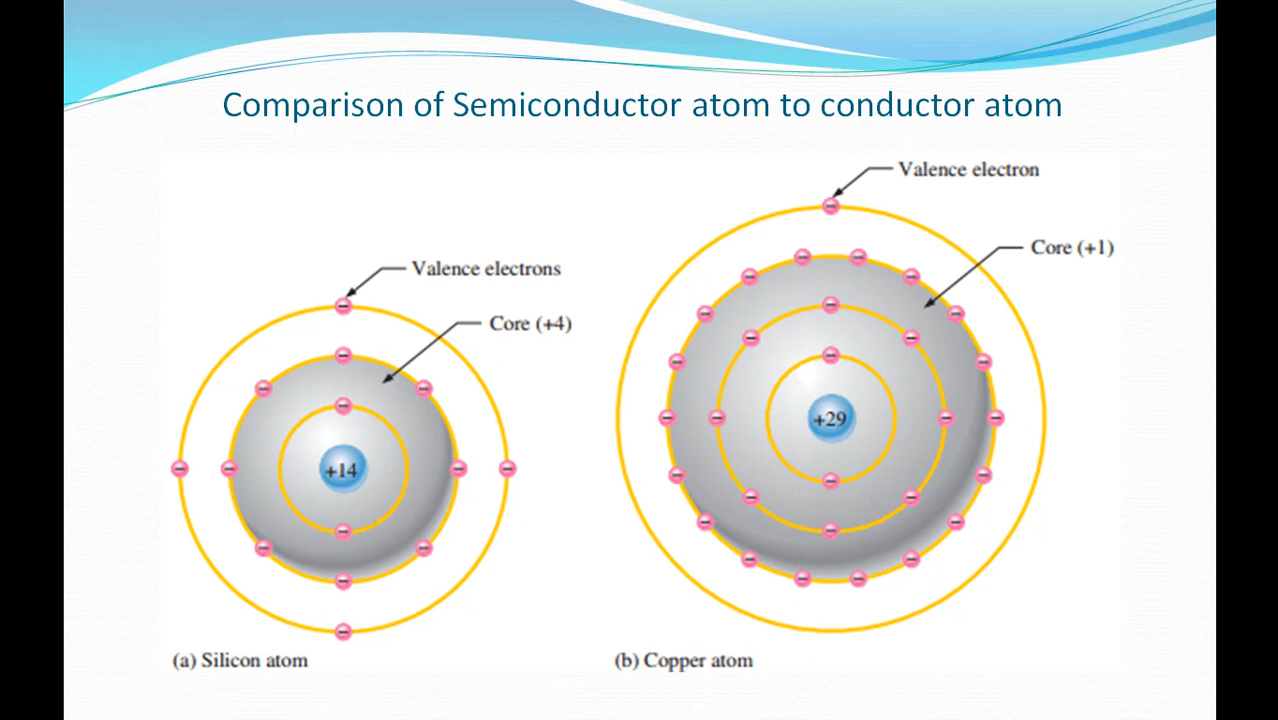 Comparison of Semiconductor atom to conductor atom
Valence electrons
Core (+4)
+14
(a) Silicon atom
Valence electron
Core (+1)
+29
(b) Copper atom